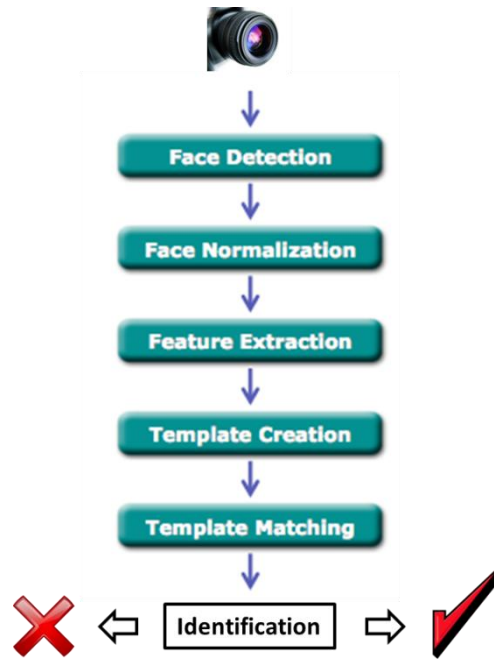 Face Detection
Face Normalization
Feature Extraction
Template Creation
Template Matching
Identification